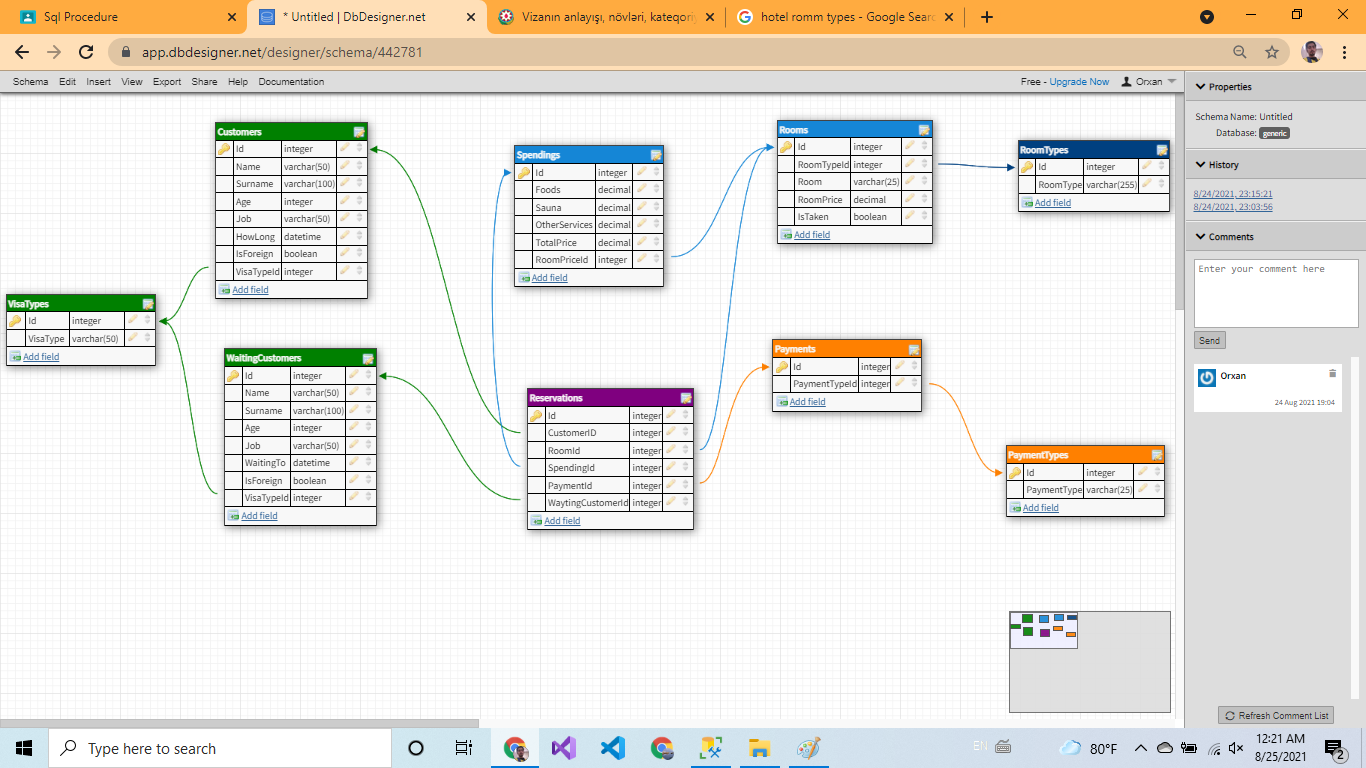 Sql Procedure
* Untitled | DbDesigner.net
Vizanın anlayışı, növləri, kateqoriy
hotel romm types - Google Searc
app.dbdesigner.net/designer/schema/442781
Schema Edit Insert View Export Share Help Documentation
Free - Upgrade Now Orxan
Customers
Id integer
Name varchar(50)
Surname varchar(100)
Age integer
Job varchar(50)
HowLong datetime
IsForeign boolean
VisaTypeId integer
Add field
VisaTypes
Id integer
VisaType varchar(50)
Add field
WaitingCustomers
Id integer
Name varchar(50)
Surname varchar(100)
Age integer
Job varchar(50)
WaitingTo datetime
IsForeign boolean
VisaTypeId integer
Add field
Spendings
Id integer
Foods decimal
Sauna decimal
OtherServices decimal
TotalPrice decimal
RoomPriceId integer
Add field
Reservations
Id integer
CustomerID integer
RoomId integer
SpendingId integer
PaymentId integer
WaytingCustomerId integer
Add field
Rooms
Id integer
RoomTypeId integer
Room varchar(25)
RoomPrice decimal
IsTaken boolean
Add field
RoomTypes
Id integer
RoomType varchar(255)
Add field
Payments
Id integer
PaymentTypeId integer
Add field
PaymentTypes
Id integer
PaymentType varchar(25)
Add field
Properties
Schema Name: Untitled
Database: generic
History
8/24/2021, 23:15:21
8/24/2021, 23:03:56
Comments
Enter your comment here
Send
Orxan
24 Aug 2021 19:04
Refresh Comment List
Type here to search
EN
80°F
12:21 AM
8/25/2021
2